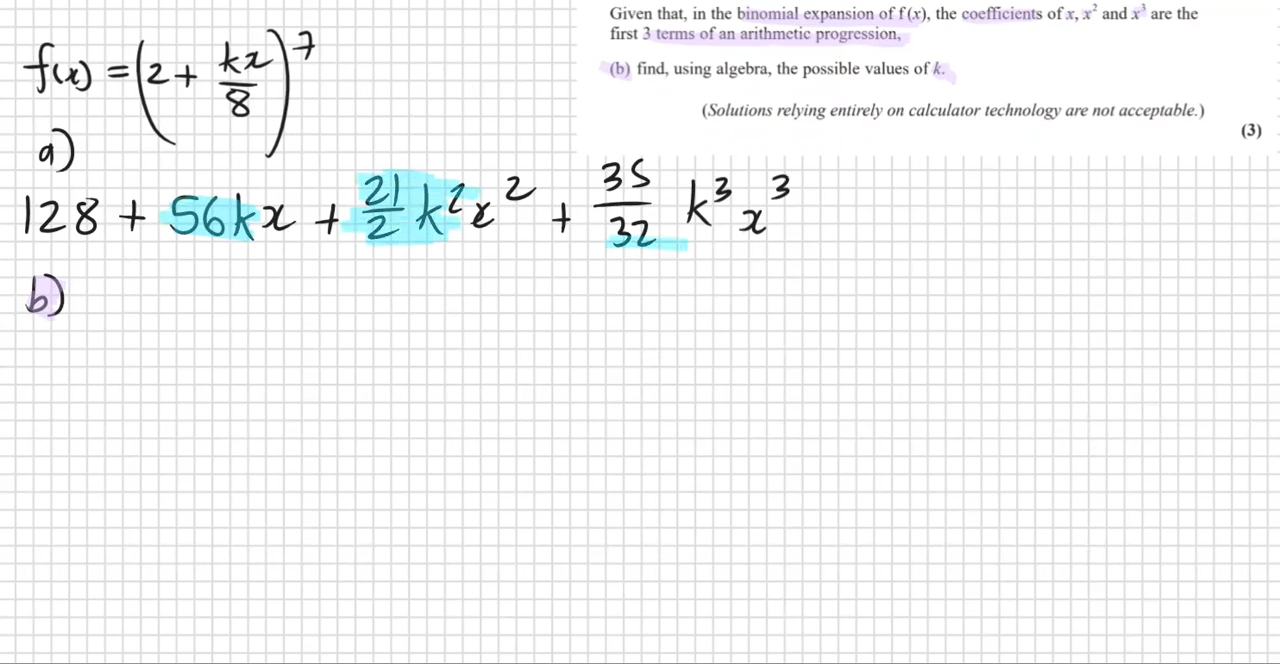 Given that, in the binomial expansion of f(x), the coefficients of x, x² and x³ are the
first 3 terms of an arithmetic progression,
(b) find, using algebra, the possible values of k.
(Solutions relying entirely on calculator technology are not acceptable.)
(3)
f(x) = (2 + kx/8)^7
a)
128 + 56kx + 21/2 k²x² + 35/32 k³x³
b)